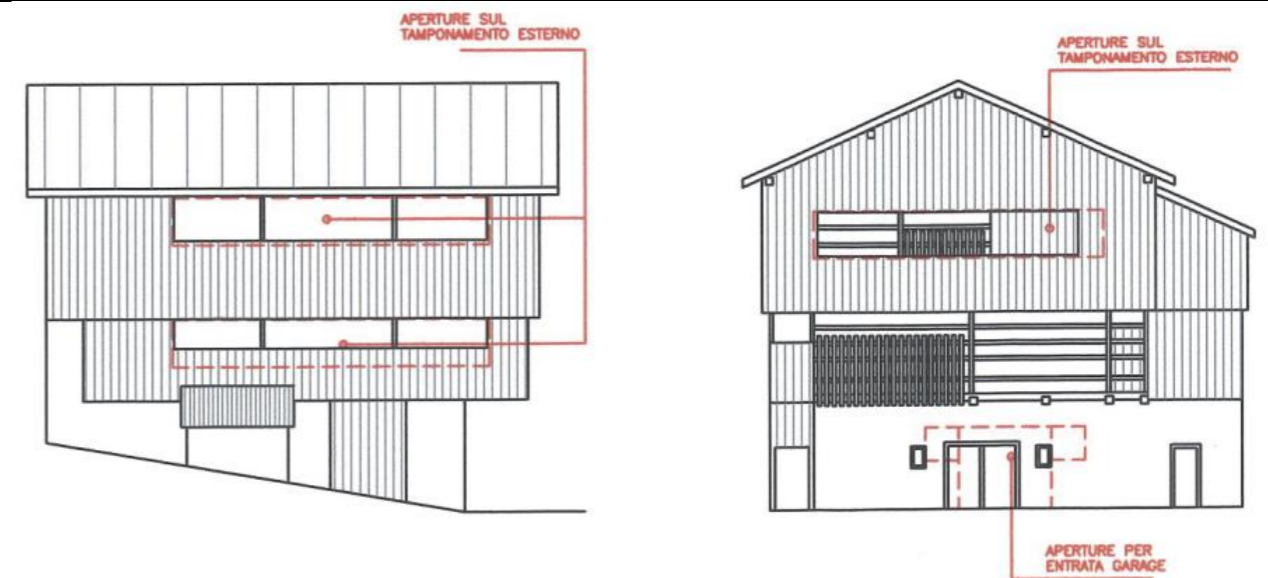 APERTURE SUL
TAMPONAMENTO ESTERNO
APERTURE SUL
TAMPONAMENTO ESTERNO
APERTURE PER
ENTRATA GARAGE